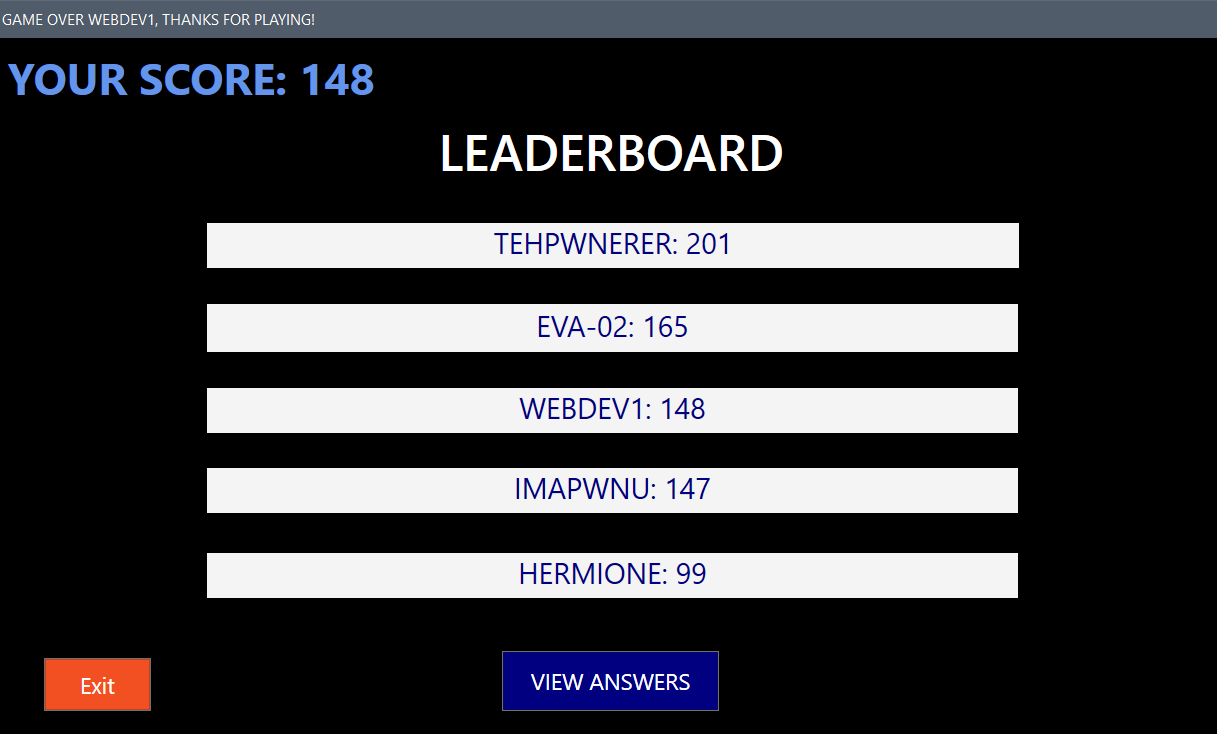 GAME OVER WEBDEV1, THANKS FOR PLAYING!
YOUR SCORE: 148
LEADERBOARD
TEHPWNERER: 201
EVA-02: 165
WEBDEV1: 148
IMAPWNU: 147
HERMIONE: 99
Exit
VIEW ANSWERS